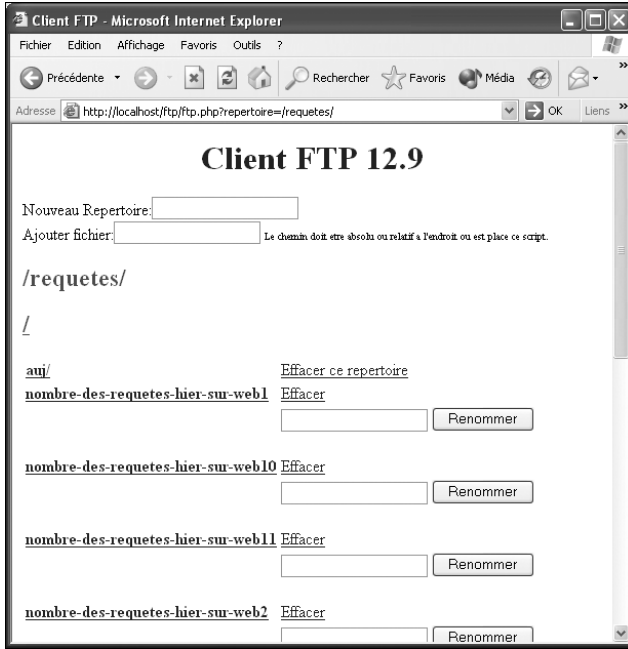 Client FTP - Microsoft Internet Explorer
Fichier Edition Affichage Favoris Outils ?
Précédente Rechercher Favoris Média »
Adresse http://localhost/ftp/ftp.php?repertoire=/requetes/ OK Liens »
Client FTP 12.9
Nouveau Repertoire:
Ajouter fichier: Le chemin doit etre absolu ou relatif a l'endroit ou est place ce script.
/requetes/
/
auj/ Effacer ce repertoire
nombre-des-requetes-hier-sur-web1 Effacer
Renommer
nombre-des-requetes-hier-sur-web10 Effacer
Renommer
nombre-des-requetes-hier-sur-web11 Effacer
Renommer
nombre-des-requetes-hier-sur-web2 Effacer
Renommer